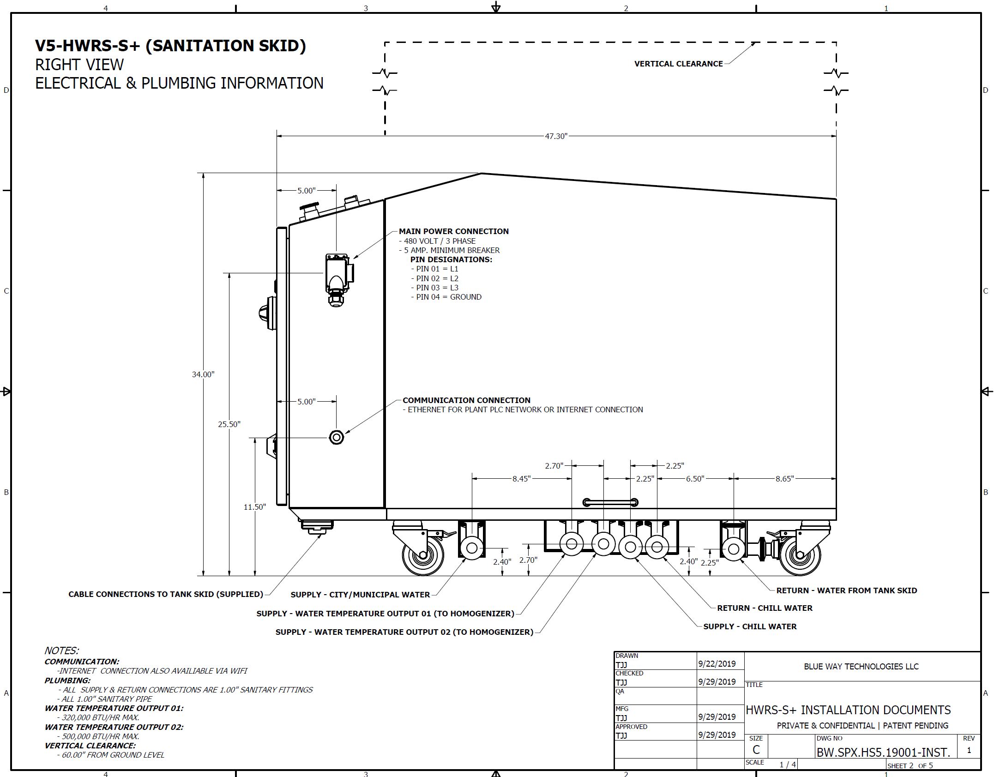 4 3 2 1
V5-HWRS-S+ (SANITATION SKID)
RIGHT VIEW
ELECTRICAL & PLUMBING INFORMATION
VERTICAL CLEARANCE
D D
47.30"
5.00"
MAIN POWER CONNECTION
- 480 VOLT / 3 PHASE
- 5 AMP. MINIMUM BREAKER
PIN DESIGNATIONS:
- PIN 01 = L1
- PIN 02 = L2
- PIN 03 = L3
- PIN 04 = GROUND
C C
34.00"
5.00"
COMMUNICATION CONNECTION
- ETHERNET FOR PLANT PLC NETWORK OR INTERNET CONNECTION
25.50"
2.70" 2.25"
8.45" 2.25" 6.50" 8.65"
B B
11.50"
2.40" 2.70" 2.40" 2.25"
CABLE CONNECTIONS TO TANK SKID (SUPPLIED)
SUPPLY - CITY/MUNICIPAL WATER
RETURN - WATER FROM TANK SKID
SUPPLY - WATER TEMPERATURE OUTPUT 01 (TO HOMOGENIZER)
RETURN - CHILL WATER
SUPPLY - WATER TEMPERATURE OUTPUT 02 (TO HOMOGENIZER)
SUPPLY - CHILL WATER
NOTES:
COMMUNICATION:
-INTERNET CONNECTION ALSO AVAILIABLE VIA WIFI
PLUMBING:
- ALL SUPPLY & RETURN CONNECTIONS ARE 1.00" SANITARY FITTINGS
- ALL 1.00" SANITARY PIPE
WATER TEMPERATURE OUTPUT 01:
- 320,000 BTU/HR MAX.
WATER TEMPERATURE OUTPUT 02:
- 500,000 BTU/HR MAX.
VERTICAL CLEARANCE:
- 60.00" FROM GROUND LEVEL
A A
DRAWN
TJJ 9/22/2019
CHECKED
TJJ 9/29/2019
QA
MFG
TJJ 9/29/2019
APPROVED
TJJ 9/29/2019
BLUE WAY TECHNOLOGIES LLC
TITLE
HWRS-S+ INSTALLATION DOCUMENTS
PRIVATE & CONFIDENTIAL | PATENT PENDING
SIZE
C
DWG NO
BW.SPX.HS5.19001-INST.
REV
1
SCALE 1 / 4
SHEET 2 OF 5
4 3 2 1